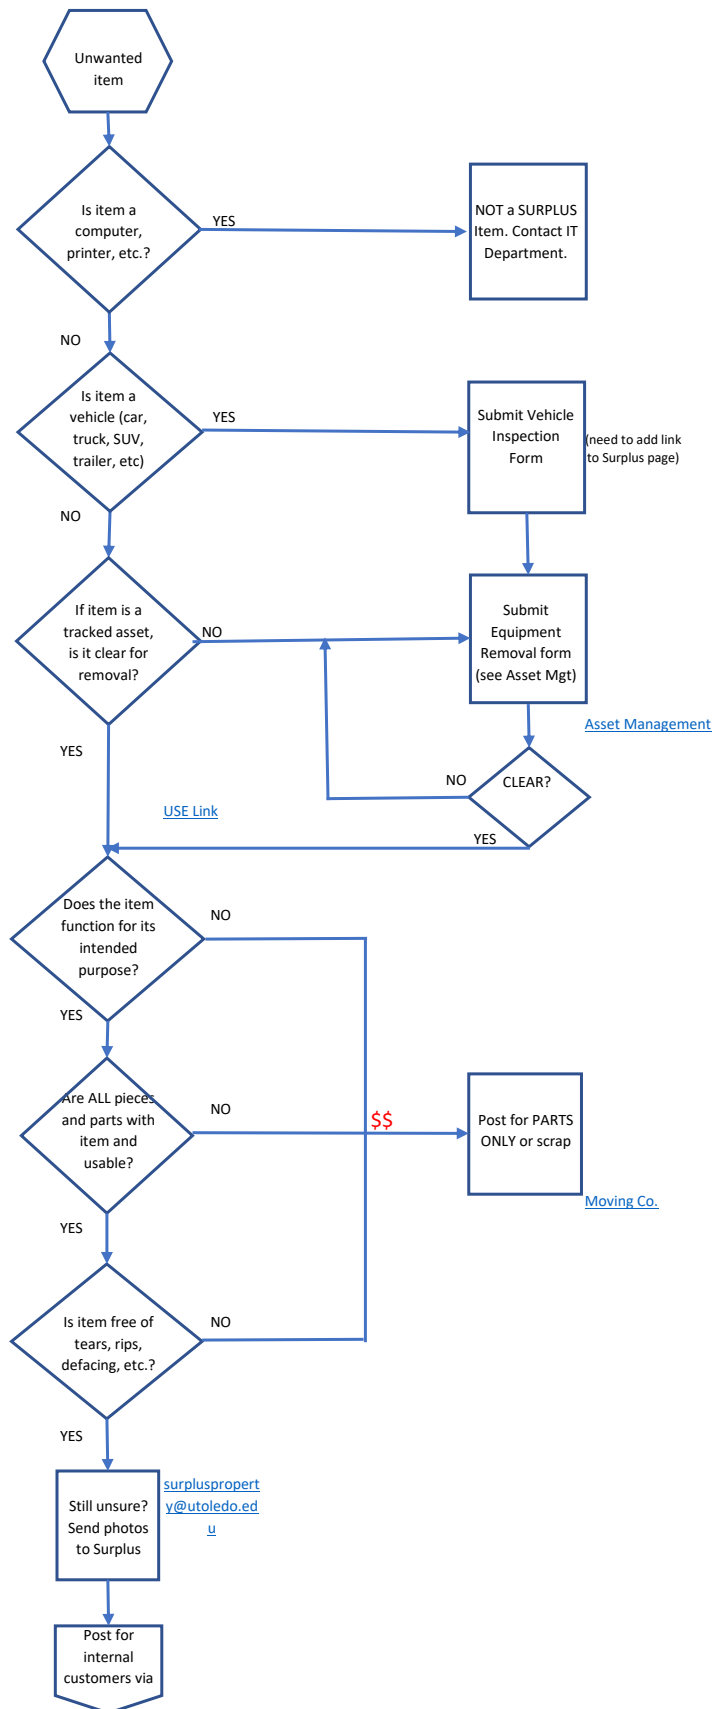 Unwanted
item
Is item a
computer,
printer, etc.?
YES
NOT a SURPLUS
Item. Contact IT
Department.
NO
Is item a
vehicle (car,
truck, SUV,
trailer, etc)
YES
Submit Vehicle
Inspection
Form
(need to add link
to Surplus page)
NO
If item is a
tracked asset,
is it clear for
removal?
NO
Submit
Equipment
Removal form
(see Asset Mgt)
Asset Management
YES
NO
CLEAR?
USE Link
YES
Does the item
function for its
intended
purpose?
NO
YES
Are ALL pieces
and parts with
item and
usable?
NO
$$
Post for PARTS
ONLY or scrap
Moving Co.
YES
Is item free of
tears, rips,
defacing, etc.?
NO
YES
Still unsure?
Send photos
to Surplus
surpluspropert
y@utoledo.ed
u
Post for
internal
customers via